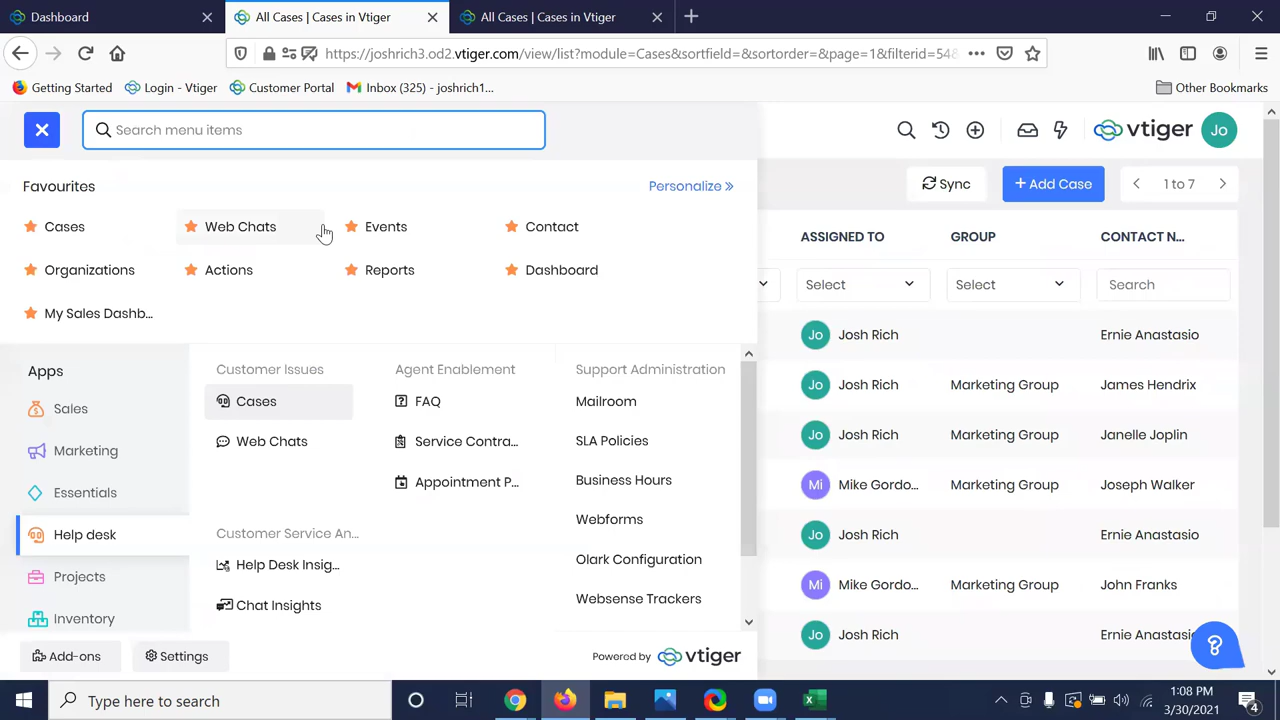 Dashboard
All Cases | Cases in Vtiger
All Cases | Cases in Vtiger
https://joshrich3.od2.vtiger.com/view/list?module=Cases&sortfield=&sortorder=&page=1&filterid=548
Getting Started
Login - Vtiger
Customer Portal
Inbox (325) - joshrich1...
Other Bookmarks
Search menu items
vtiger
Jo
Favourites
Personalize »
Sync
+ Add Case
1 to 7
Cases
Web Chats
Events
Contact
ASSIGNED TO
GROUP
CONTACT N...
Organizations
Actions
Reports
Dashboard
Select
Select
Search
My Sales Dashb...
Jo Josh Rich
Ernie Anastasio
Apps
Customer Issues
Agent Enablement
Support Administration
Jo Josh Rich
Marketing Group
James Hendrix
Sales
Cases
FAQ
Mailroom
Jo Josh Rich
Marketing Group
Janelle Joplin
Marketing
Web Chats
Service Contra...
SLA Policies
Essentials
Appointment P...
Business Hours
Mi Mike Gordo...
Marketing Group
Joseph Walker
Help desk
Customer Service An...
Webforms
Jo Josh Rich
Ernie Anastasio
Projects
Help Desk Insig...
Olark Configuration
Mi Mike Gordo...
Marketing Group
John Franks
Inventory
Chat Insights
Websense Trackers
Jo Josh Rich
Ernie Anastasi
Add-ons
Settings
Powered by vtiger
?
Type here to search
1:08 PM
3/30/2021
4